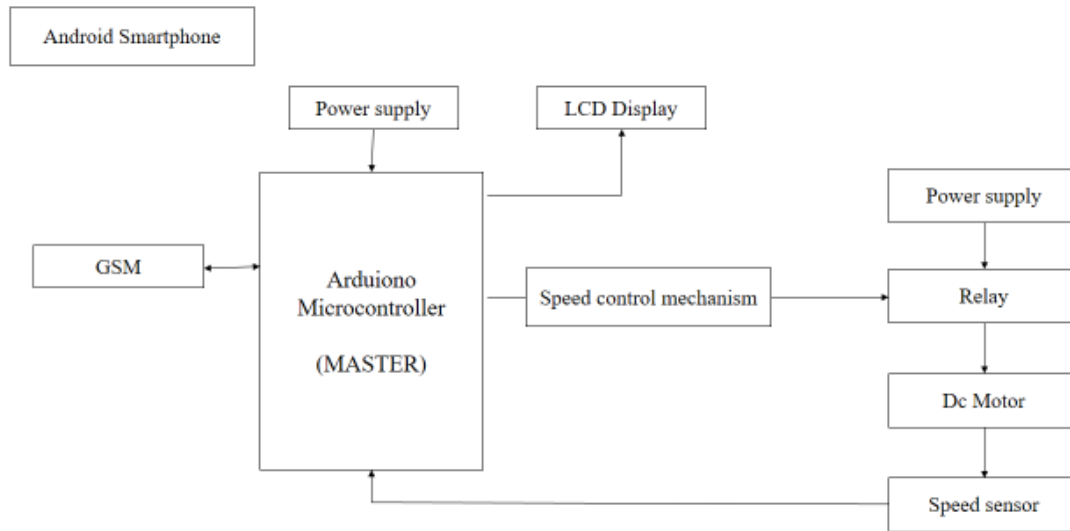 Android Smartphone
Power supply
LCD Display
Power supply
GSM
Arduiono
Microcontroller
(MASTER)
Speed control mechanism
Relay
Dc Motor
Speed sensor